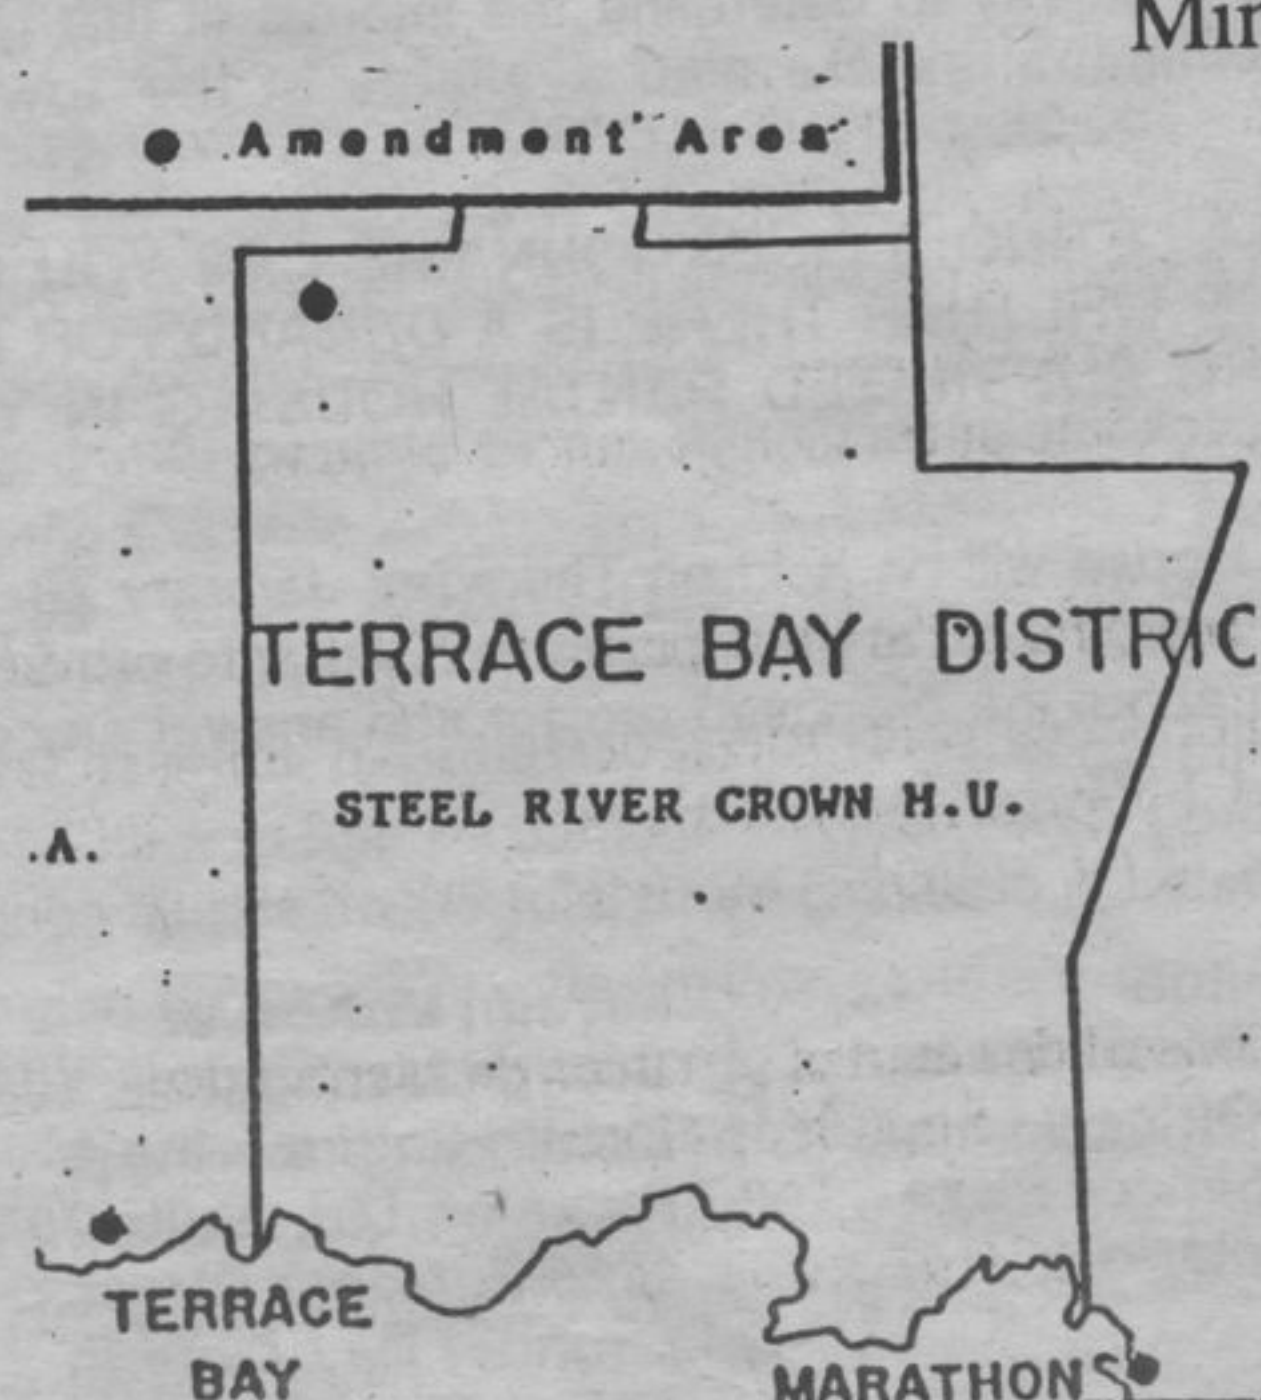 Amendment Area
TERRACE BAY DISTRIC
STEEL RIVER CROWN M.U.
.A.
TERRACE
BAY
MARATHON